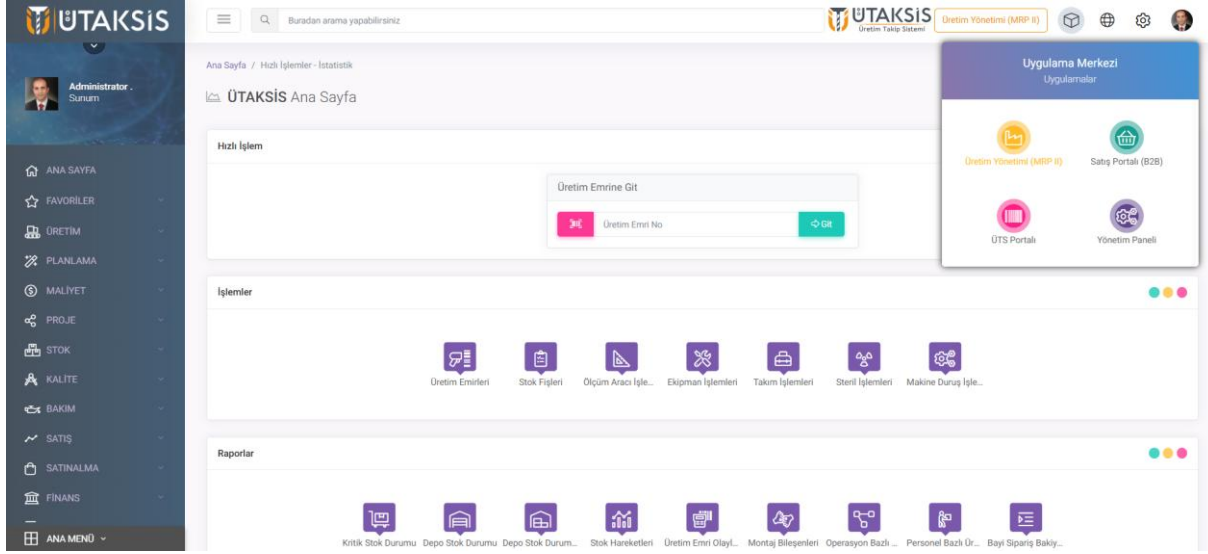 ÜTAKSİS
Buradan arama yapabilirsiniz
ÜTAKSİS
Üretim Takip Sistemi
Üretim Yönetimi (MRP II)
Administrator .
Sunum
ANA SAYFA
FAVORİLER
ÜRETİM
PLANLAMA
MALİYET
PROJE
STOK
KALİTE
BAKIM
SATIŞ
SATINALMA
FİNANS
ANA MENÜ
Ana Sayfa / Hızlı İşlemler - İstatistik
ÜTAKSİS Ana Sayfa
Uygulama Merkezi
Uygulamalar
Üretim Yönetimi (MRP II)
Satış Portalı (B2B)
ÜTS Portalı
Yönetim Paneli
Hızlı İşlem
Üretim Emrine Git
Üretim Emri No
Git
İşlemler
Üretim Emirleri
Stok Fişleri
Ölçüm Aracı İşle...
Ekipman İşlemleri
Takım İşlemleri
Steril İşlemleri
Makine Duruş İşle...
Raporlar
Kritik Stok Durumu
Depo Stok Durumu
Depo Stok Durum...
Stok Hareketleri
Üretim Emri Olayl...
Montaj Bileşenleri
Operasyon Bazlı ...
Personel Bazlı Ür...
Bayi Sipariş Bakiy...